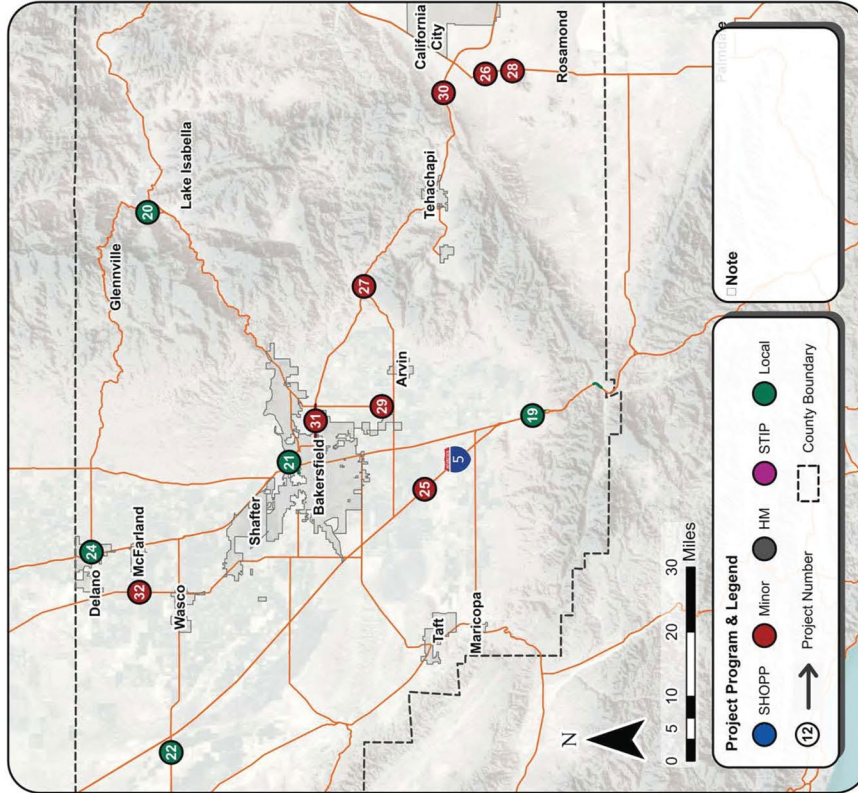 24
Delano
Glennville
McFarland
32
20
22
Wasco
Lake Isabella
Shafter
21
31
Bakersfield
27
29
Arvin
California
City
25
Tehachapi
Taft
30
5
Maricopa
26
28
19
Rosamond
N
0 5 10 20 30
Miles
Project Program & Legend
SHOPP Minor HM STIP Local
12 Project Number County Boundary
Note
Palmdale